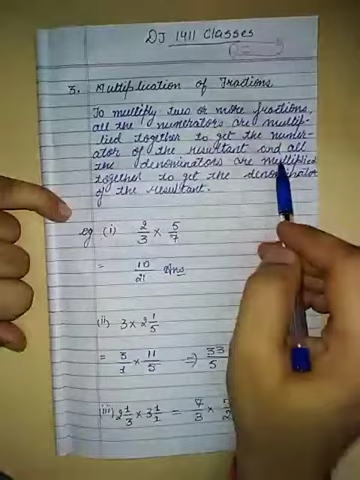 DJ 1411 Classes
3. Multiplication of Fractions
To multiply two or more fractions,
all the numerators are multip-
lied together to get the numer-
ator of the resultant and all
the denominators are multiplied
together to get the denominator
of the resultant.
eg (i) 2/3 × 5/7
= 10/21 Ans
(ii) 3 × 2 1/5
= 3/1 × 11/5 ⇒ 33/5
(iii) 2 1/3 × 3 1/2 = 7/3 ×